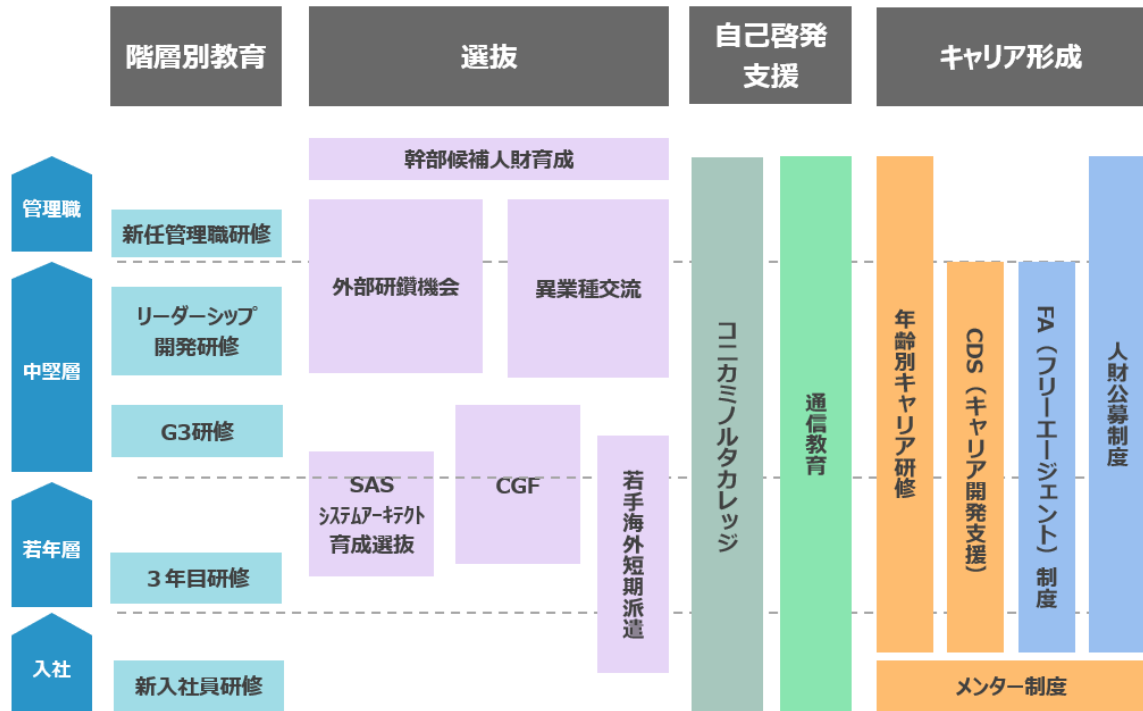 階層別教育
選抜
自己啓発
支援
キャリア形成
管理職
中堅層
若年層
入社
新任管理職研修
リーダーシップ
開発研修
G3研修
3年目研修
新入社員研修
幹部候補人財育成
外部研鑽機会
異業種交流
SAS
システムアーキテクト
育成選抜
CGF
若手海外短期派遣
コニカミノルタカレッジ
通信教育
年齢別キャリア研修
CDS（キャリア開発支援）
FA（フリーエージェント）制度
人財公募制度
メンター制度